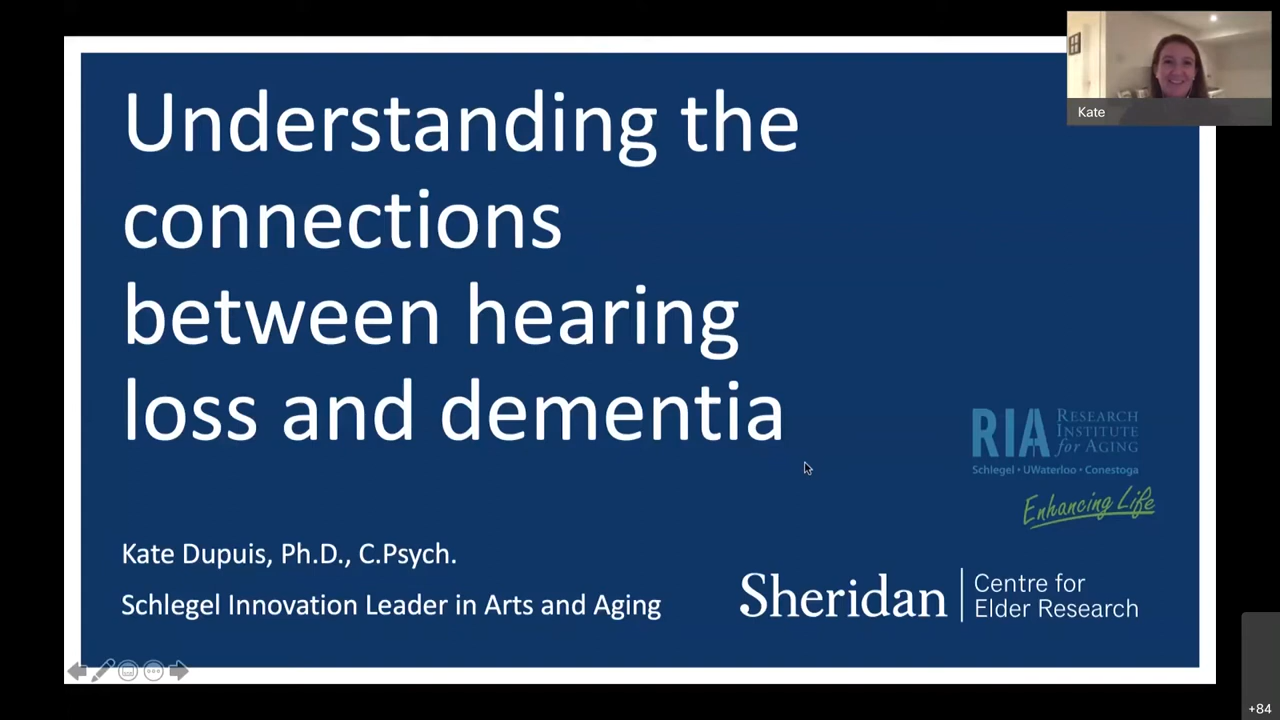 Understanding the
connections
between hearing
loss and dementia
Kate Dupuis, Ph.D., C.Psych.
Schlegel Innovation Leader in Arts and Aging
RIA RESEARCH
INSTITUTE
for AGING
Schlegel • UWaterloo • Conestoga
Enhancing Life
Sheridan Centre for
Elder Research
Kate
+84